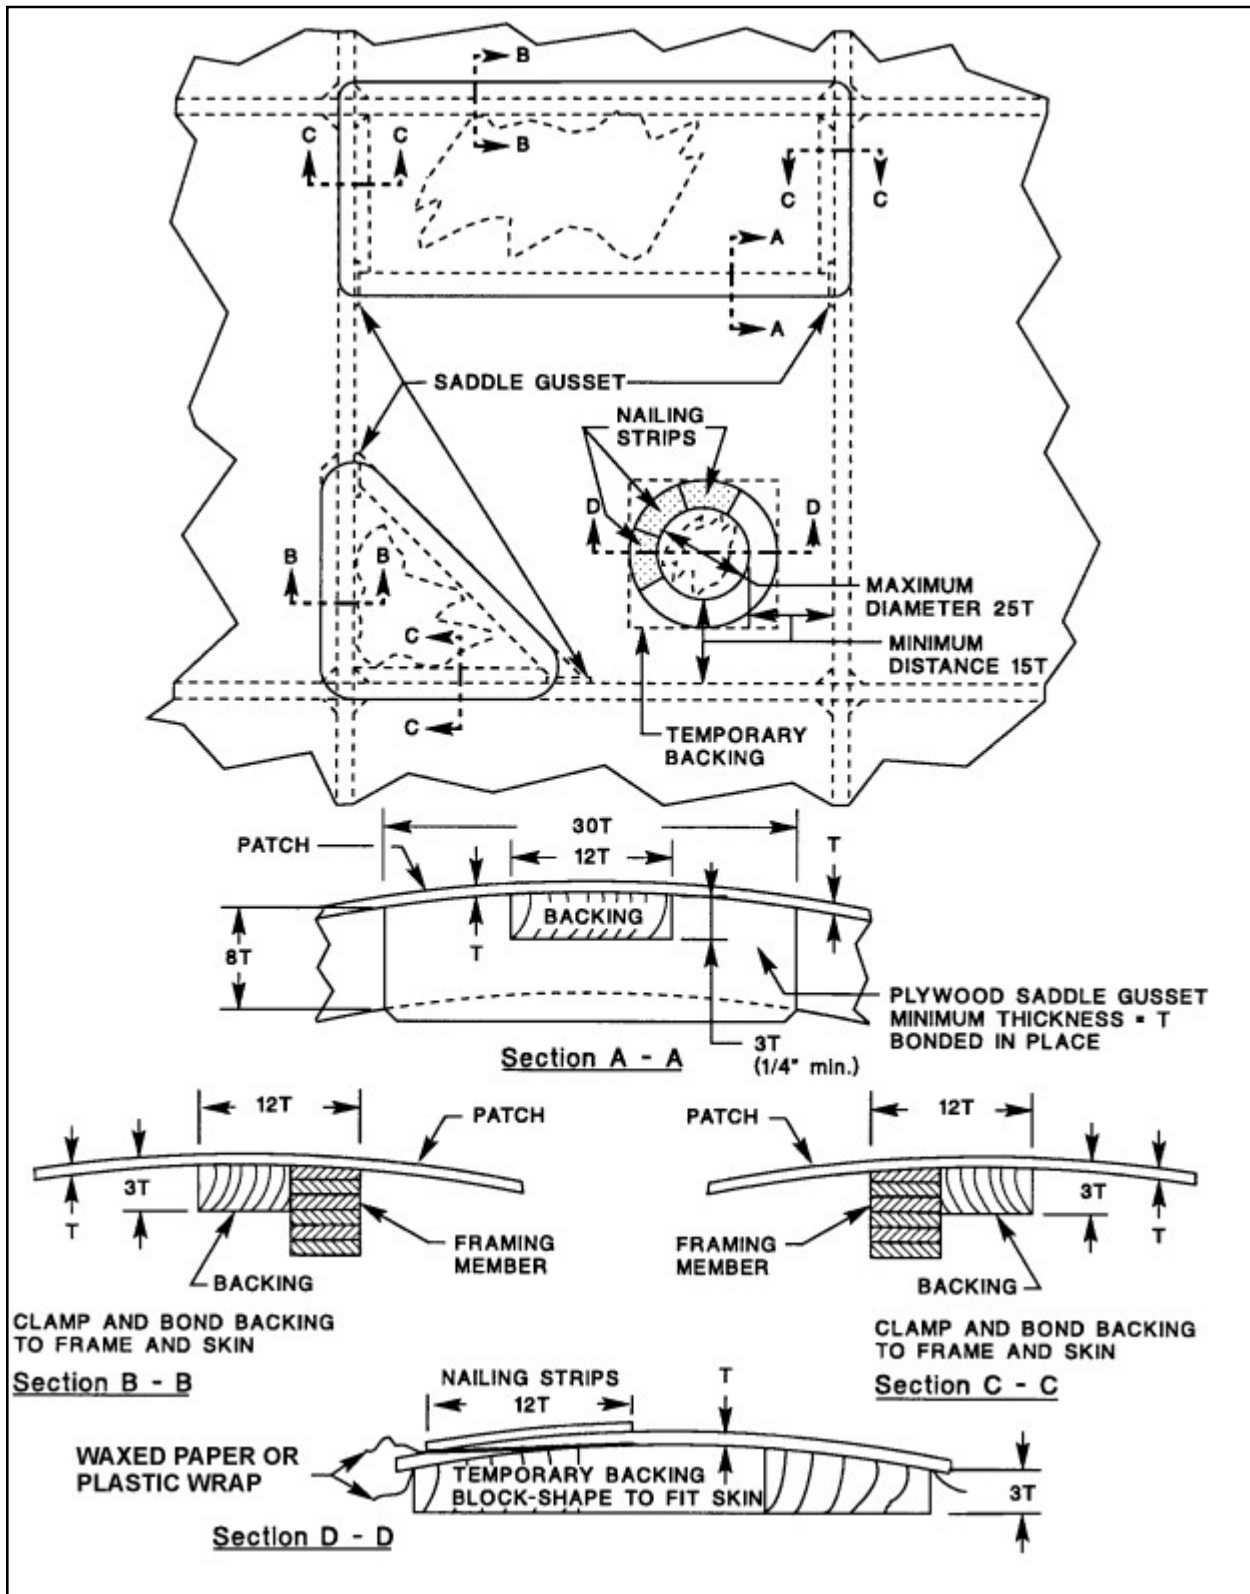 B
B
C
C
C
C
A
A
SADDLE GUSSET
NAILING
STRIPS
D
D
B
B
MAXIMUM
DIAMETER 25T
C
MINIMUM
DISTANCE 15T
C
TEMPORARY
BACKING
30T
PATCH
12T
T
BACKING
8T
T
PLYWOOD SADDLE GUSSET
MINIMUM THICKNESS = T
BONDED IN PLACE
3T
(1/4" min.)
Section A - A
12T
PATCH
3T
T
FRAMING
MEMBER
BACKING
CLAMP AND BOND BACKING
TO FRAME AND SKIN
Section B - B
12T
PATCH
3T
T
FRAMING
MEMBER
BACKING
CLAMP AND BOND BACKING
TO FRAME AND SKIN
Section C - C
NAILING STRIPS
12T
T
WAXED PAPER OR
PLASTIC WRAP
TEMPORARY BACKING
BLOCK-SHAPE TO FIT SKIN
3T
Section D - D